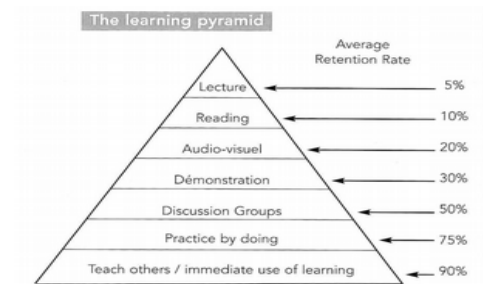 The learning pyramid
Average
Retention Rate
Lecture 5%
Reading 10%
Audio-visuel 20%
Démonstration 30%
Discussion Groups 50%
Practice by doing 75%
Teach others / immediate use of learning 90%